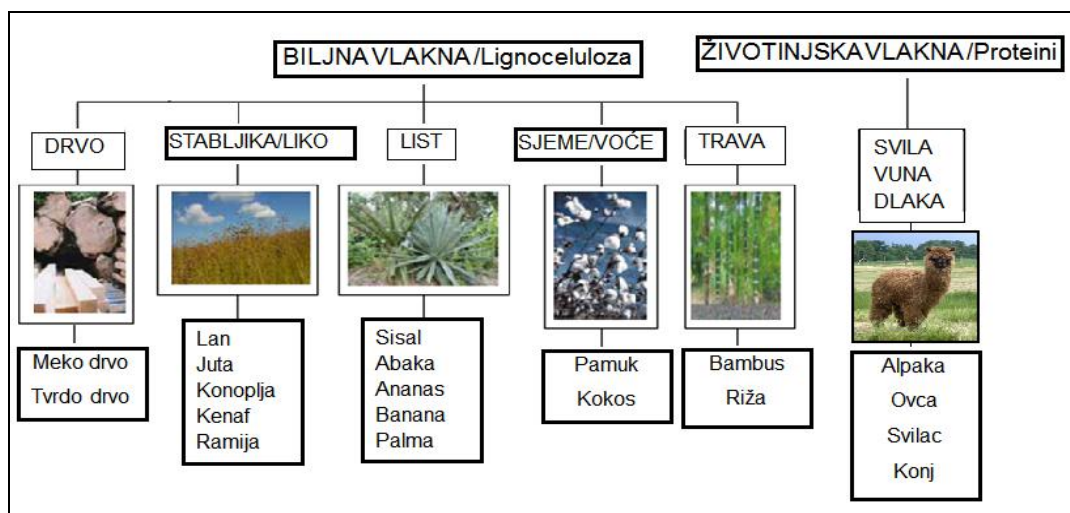 BILJNA VLAKNA/Lignoceluloza
ŽIVOTINJSKA VLAKNA/Proteini
DRVO
STABLJIKA/LIKO
LIST
SJEME/VOĆE
TRAVA
SVILA
VUNA
DLAKA
Meko drvo
Tvrdo drvo
Lan
Juta
Konoplja
Kenaf
Ramija
Sisal
Abaka
Ananas
Banana
Palma
Pamuk
Kokos
Bambus
Riža
Alpaka
Ovca
Svilac
Konj